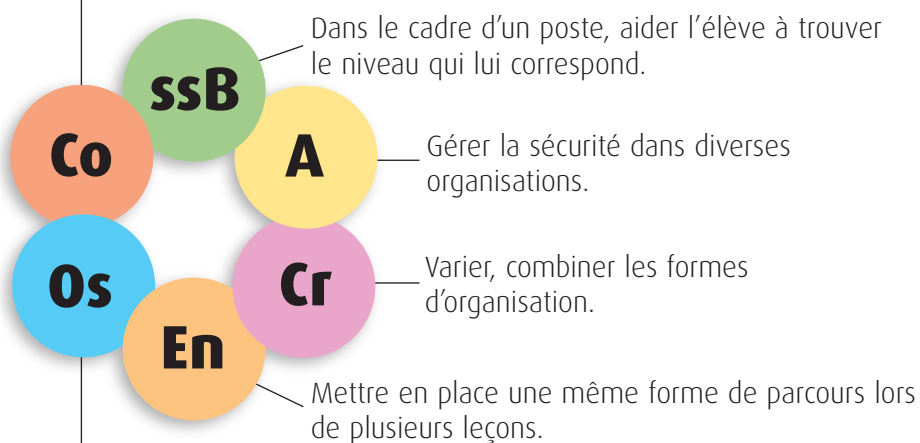 Dans le cadre d'un poste, aider l'élève à trouver
le niveau qui lui correspond.
ssB
Co
A
Gérer la sécurité dans diverses
organisations.
Os
Cr
Varier, combiner les formes
d'organisation.
En
Mettre en place une même forme de parcours lors
de plusieurs leçons.